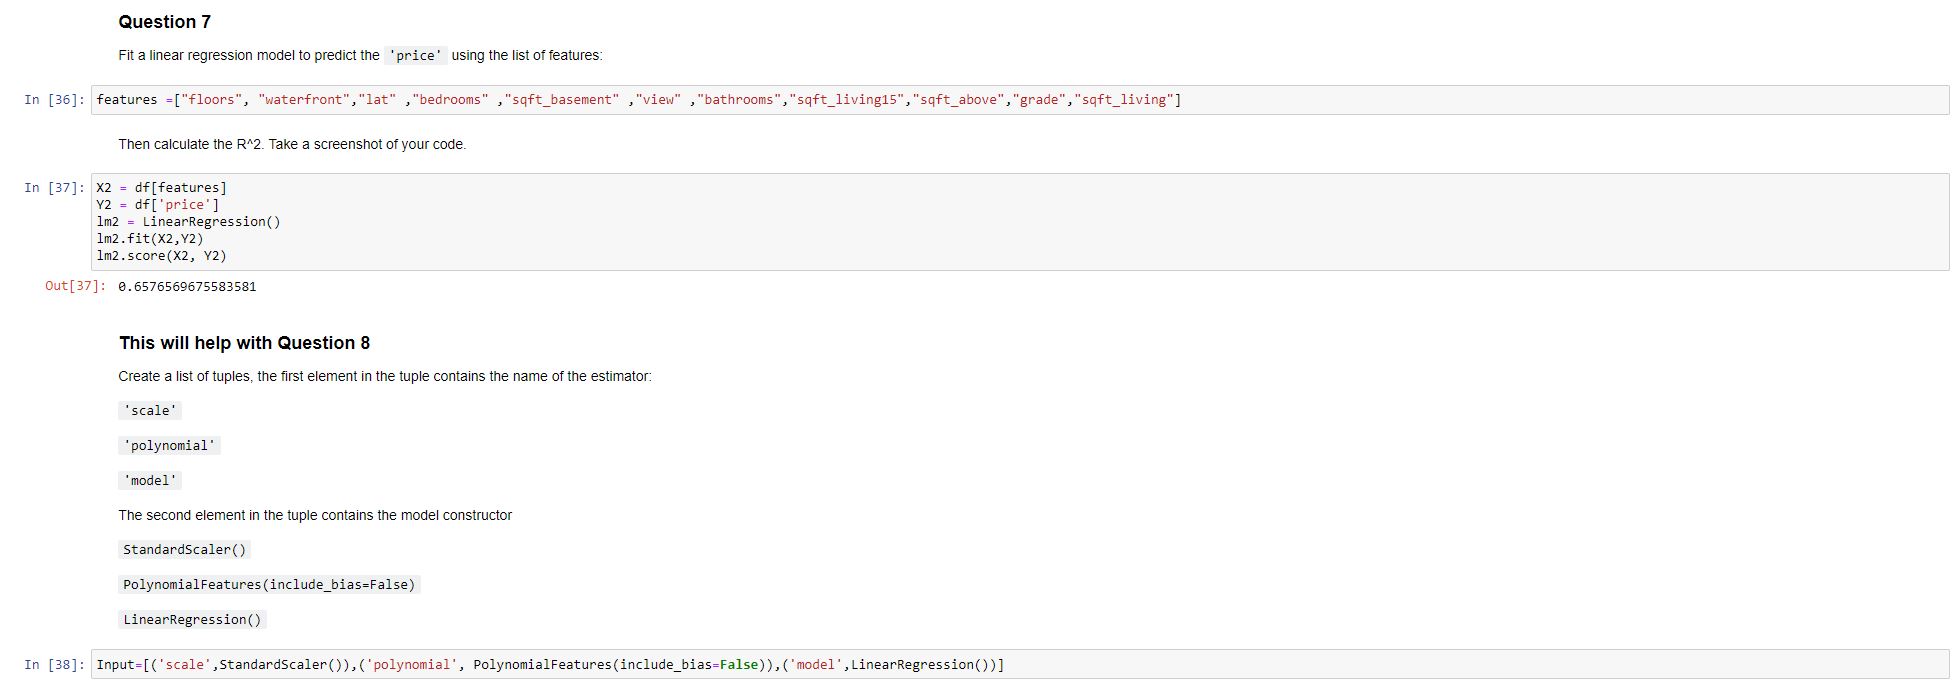 Question 7
Fit a linear regression model to predict the 'price' using the list of features:
In [36]: features =["floors", "waterfront","lat" ,"bedrooms" ,"sqft_basement" ,"view" ,"bathrooms","sqft_living15","sqft_above","grade","sqft_living"]
Then calculate the R^2. Take a screenshot of your code.
In [37]: X2 = df[features]
Y2 = df['price']
lm2 = LinearRegression()
lm2.fit(X2,Y2)
lm2.score(X2, Y2)
Out[37]: 0.6576569675583581
This will help with Question 8
Create a list of tuples, the first element in the tuple contains the name of the estimator:
'scale'
'polynomial'
'model'
The second element in the tuple contains the model constructor
StandardScaler()
PolynomialFeatures(include_bias=False)
LinearRegression()
In [38]: Input=[('scale',StandardScaler()),('polynomial', PolynomialFeatures(include_bias=False)),('model',LinearRegression())]